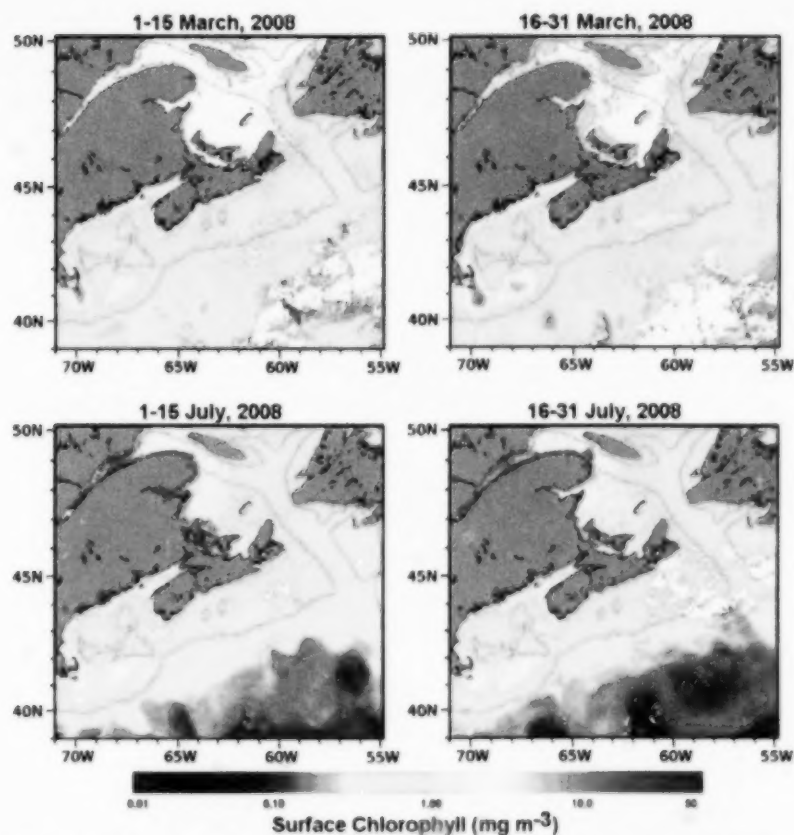 1-15 March, 2008
16-31 March, 2008
50N
45N
40N
70W 65W 60W 55W
50N
45N
40N
70W 65W 60W 55W
1-15 July, 2008
16-31 July, 2008
50N
45N
40N
70W 65W 60W 55W
50N
45N
40N
70W 65W 60W 55W
0.01 0.10 1.00 10.0 50
Surface Chlorophyll (mg m-3)